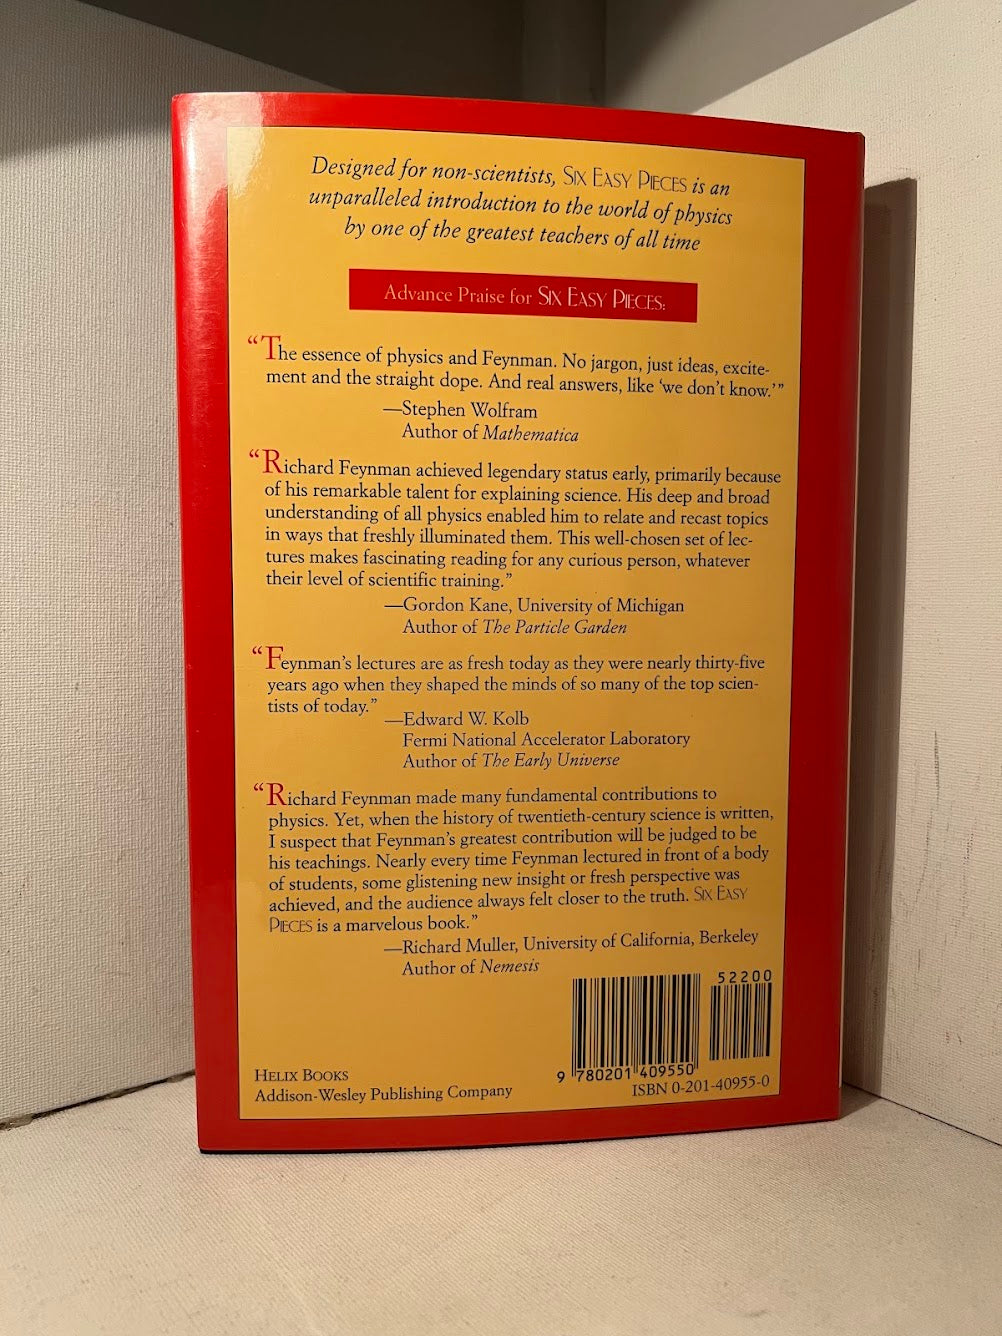 Designed for non-scientists, SIX EASY PIECES is an
unparalleled introduction to the world of physics
by one of the greatest teachers of all time
Advance Praise for SIX EASY PIECES:
“The essence of physics and Feynman. No jargon, just ideas, excite-
ment and the straight dope. And real answers, like ‘we don’t know.’”
—Stephen Wolfram
Author of Mathematica
“Richard Feynman achieved legendary status early, primarily because
of his remarkable talent for explaining science. His deep and broad
understanding of all physics enabled him to relate and recast topics
in ways that freshly illuminated them. This well-chosen set of lec-
tures makes fascinating reading for any curious person, whatever
their level of scientific training.”
—Gordon Kane, University of Michigan
Author of The Particle Garden
“Feynman’s lectures are as fresh today as they were nearly thirty-five
years ago when they shaped the minds of so many of the top scien-
tists of today.”
—Edward W. Kolb
Fermi National Accelerator Laboratory
Author of The Early Universe
“Richard Feynman made many fundamental contributions to
physics. Yet, when the history of twentieth-century science is written,
I suspect that Feynman’s greatest contribution will be judged to be
his teachings. Nearly every time Feynman lectured in front of a body
of students, some glistening new insight or fresh perspective was
achieved, and the audience always felt closer to the truth. SIX EASY
PIECES is a marvelous book.”
—Richard Muller, University of California, Berkeley
Author of Nemesis
52200
9 780201 409550
ISBN 0-201-40955-0
HELIX BOOKS
Addison-Wesley Publishing Company